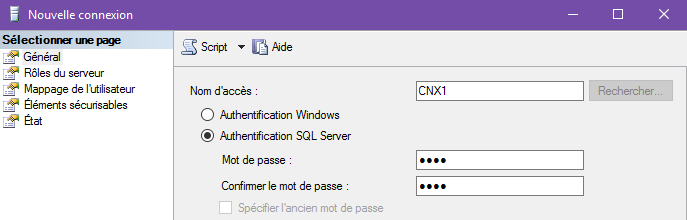 Nouvelle connexion
Sélectionner une page
Général
Rôles du serveur
Mappage de l'utilisateur
Éléments sécurisables
État
Script
Aide
Nom d'accès :
CNX1
Rechercher...
Authentification Windows
Authentification SQL Server
Mot de passe :
••••
Confirmer le mot de passe :
••••
Spécifier l'ancien mot de passe